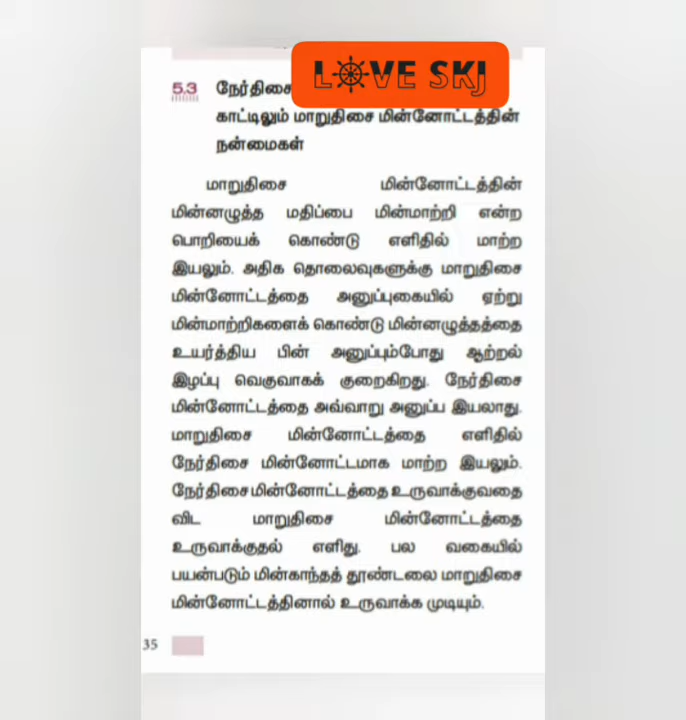 LOVE SKJ
5.3 நேர்திசை
காட்டிலும் மாறுதிசை மின்னோட்டத்தின்
நன்மைகள்
மாறுதிசை மின்னோட்டத்தின்
மின்னழுத்த மதிப்பை மின்மாற்றி என்ற
பொறியைக் கொண்டு எளிதில் மாற்ற
இயலும். அதிக தொலைவுகளுக்கு மாறுதிசை
மின்னோட்டத்தை அனுப்புகையில் ஏற்று
மின்மாற்றிகளைக் கொண்டு மின்னழுத்தத்தை
உயர்த்திய பின் அனுப்பும்போது ஆற்றல்
இழப்பு வெகுவாகக் குறைகிறது. நேர்திசை
மின்னோட்டத்தை அவ்வாறு அனுப்ப இயலாது.
மாறுதிசை மின்னோட்டத்தை எளிதில்
நேர்திசை மின்னோட்டமாக மாற்ற இயலும்.
நேர்திசை மின்னோட்டத்தை உருவாக்குவதை
விட மாறுதிசை மின்னோட்டத்தை
உருவாக்குதல் எளிது. பல வகையில்
பயன்படும் மின்காந்தத் தூண்டலை மாறுதிசை
மின்னோட்டத்தினால் உருவாக்க முடியும்.
35